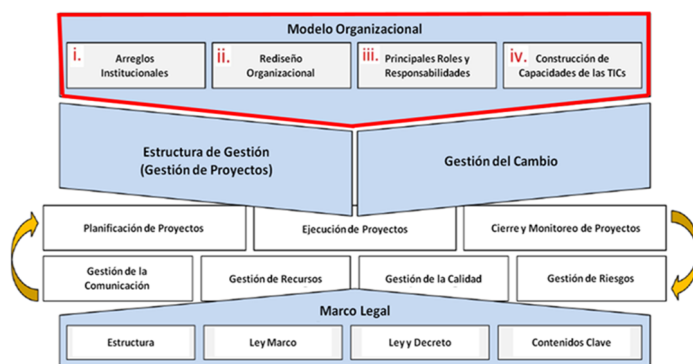 Modelo Organizacional
i.
Arreglos
Institucionales
ii.
Rediseño
Organizacional
iii.
Principales Roles y
Responsabilidades
iv.
Construcción de
Capacidades de las TICs
Estructura de Gestión
(Gestión de Proyectos)
Gestión del Cambio
Planificación de Proyectos
Ejecución de Proyectos
Cierre y Monitoreo de Proyectos
Gestión de la
Comunicación
Gestión de Recursos
Gestión de la Calidad
Gestión de Riesgos
Marco Legal
Estructura
Ley Marco
Ley y Decreto
Contenidos Clave